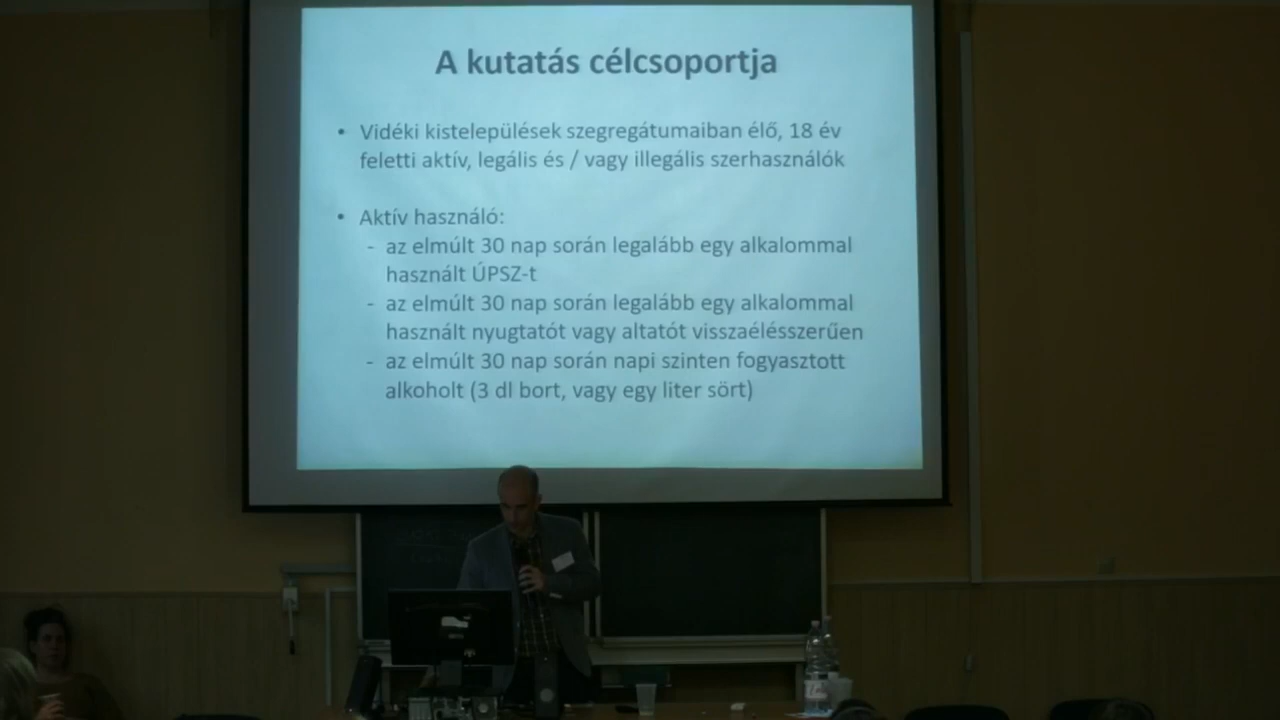 A kutatás célcsoportja
• Vidéki kistelepülések szegregátumaiban élő, 18 év
feletti aktív, legális és / vagy illegális szerhasználók
• Aktív használó:
- az elmúlt 30 nap során legalább egy alkalommal
használt ÚPSZ-t
- az elmúlt 30 nap során legalább egy alkalommal
használt nyugtatót vagy altatót visszaélésszerűen
- az elmúlt 30 nap során napi szinten fogyasztott
alkoholt (3 dl bort, vagy egy liter sört)